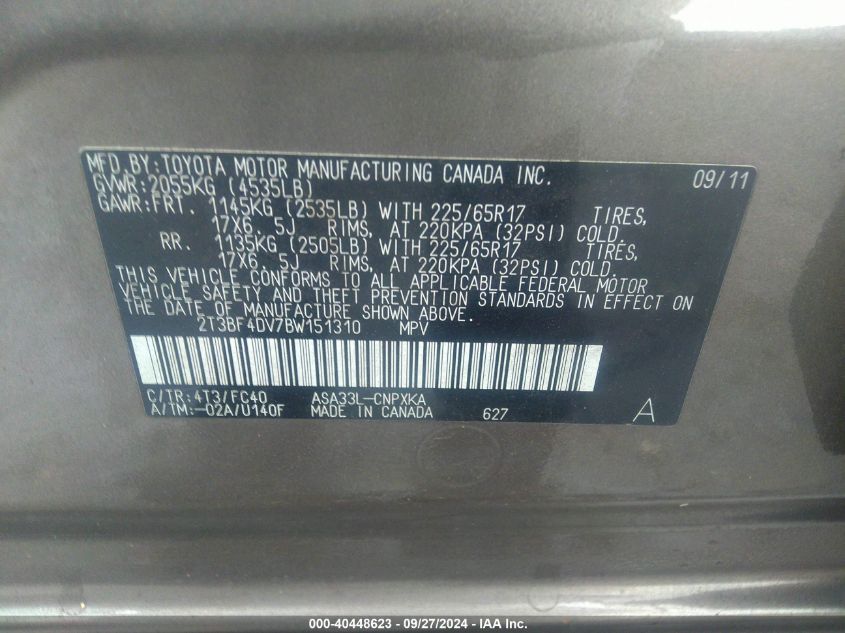 MFD. BY: TOYOTA MOTOR MANUFACTURING CANADA INC. 09/11
GVWR: 2055KG (4535LB)
GAWR: FRT. 1145KG (2535LB) WITH 225/65R17 TIRES,
17X6. 5J RIMS, AT 220KPA (32PSI) COLD.
RR. 1135KG (2505LB) WITH 225/65R17 TIRES,
17X6. 5J RIMS, AT 220KPA (32PSI) COLD.
THIS VEHICLE CONFORMS TO ALL APPLICABLE FEDERAL MOTOR
VEHICLE SAFETY AND THEFT PREVENTION STANDARDS IN EFFECT ON
THE DATE OF MANUFACTURE SHOWN ABOVE.
2T3BF4DV7BW151310 MPV
C/TR: 4T3/FC40 ASA33L-CNPXKA
A/TM: -02A/U140F MADE IN CANADA 627 A
000-40448623 - 09/27/2024 - IAA Inc.